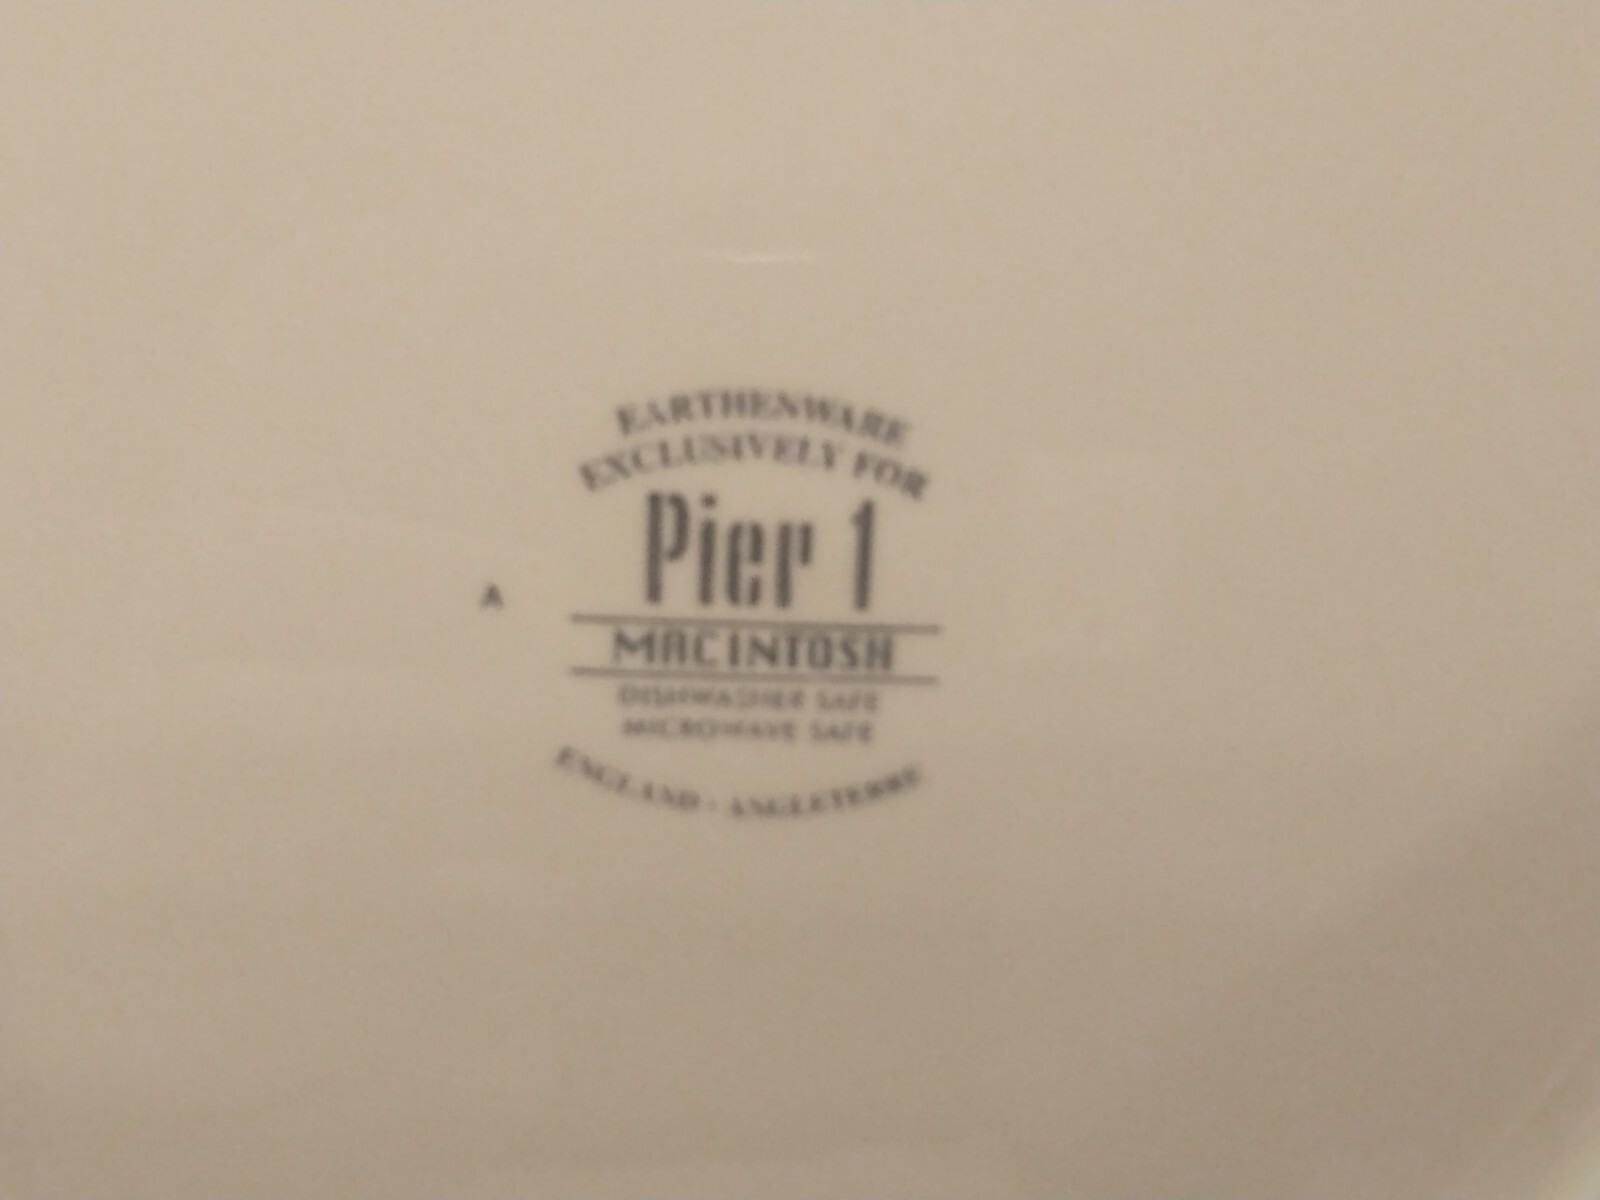 EARTHENWARE
EXCLUSIVELY FOR
Pier 1
A
MACINTOSH
DISHWASHER SAFE
MICROWAVE SAFE
ENGLAND · ANGLETERRE